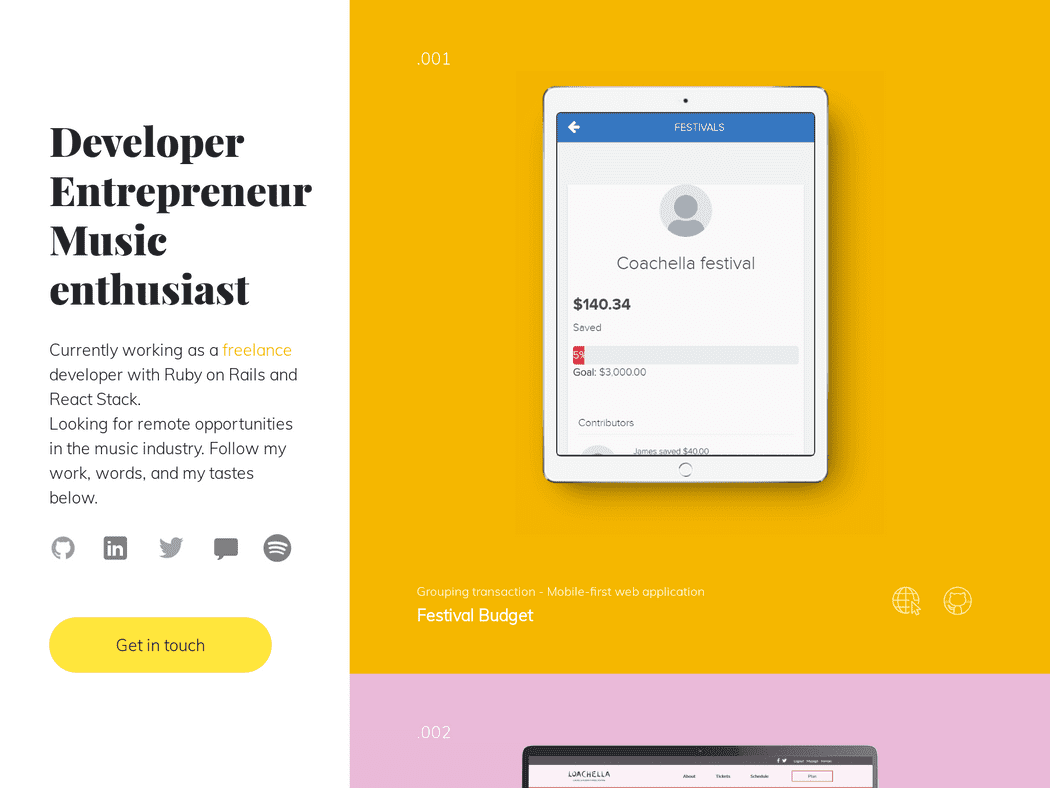 Developer
Entrepreneur
Music
enthusiast
Currently working as a freelance
developer with Ruby on Rails and
React Stack.
Looking for remote opportunities
in the music industry. Follow my
work, words, and my tastes
below.
Get in touch
.001
FESTIVALS
Coachella festival
$140.34
Saved
5%
Goal: $3,000.00
Contributors
James saved $40.00
Grouping transaction - Mobile-first web application
Festival Budget
.002
LOACHELLA
About
Tickets
Schedule
Plan